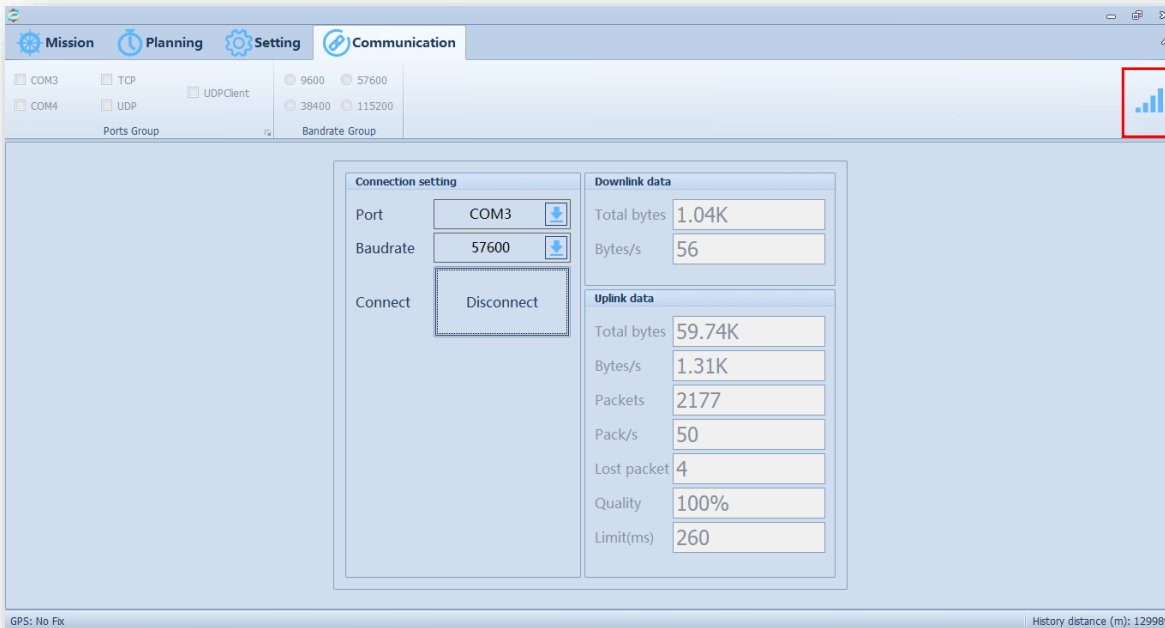 Mission Planning Setting Communication
COM3 TCP UDPClient 9600 57600
COM4 UDP 38400 115200
Ports Group Bandrate Group
Connection setting
Port COM3
Baudrate 57600
Connect Disconnect
Downlink data
Total bytes 1.04K
Bytes/s 56
Uplink data
Total bytes 59.74K
Bytes/s 1.31K
Packets 2177
Pack/s 50
Lost packet 4
Quality 100%
Limit(ms) 260
GPS: No Fix History distance (m): 12998